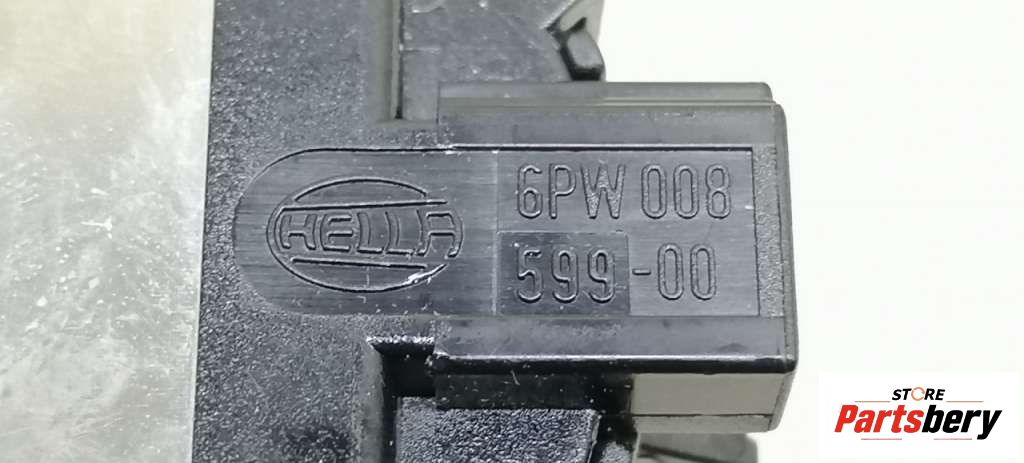 HELLA
6PW 008
599-00
STORE
Partsbery